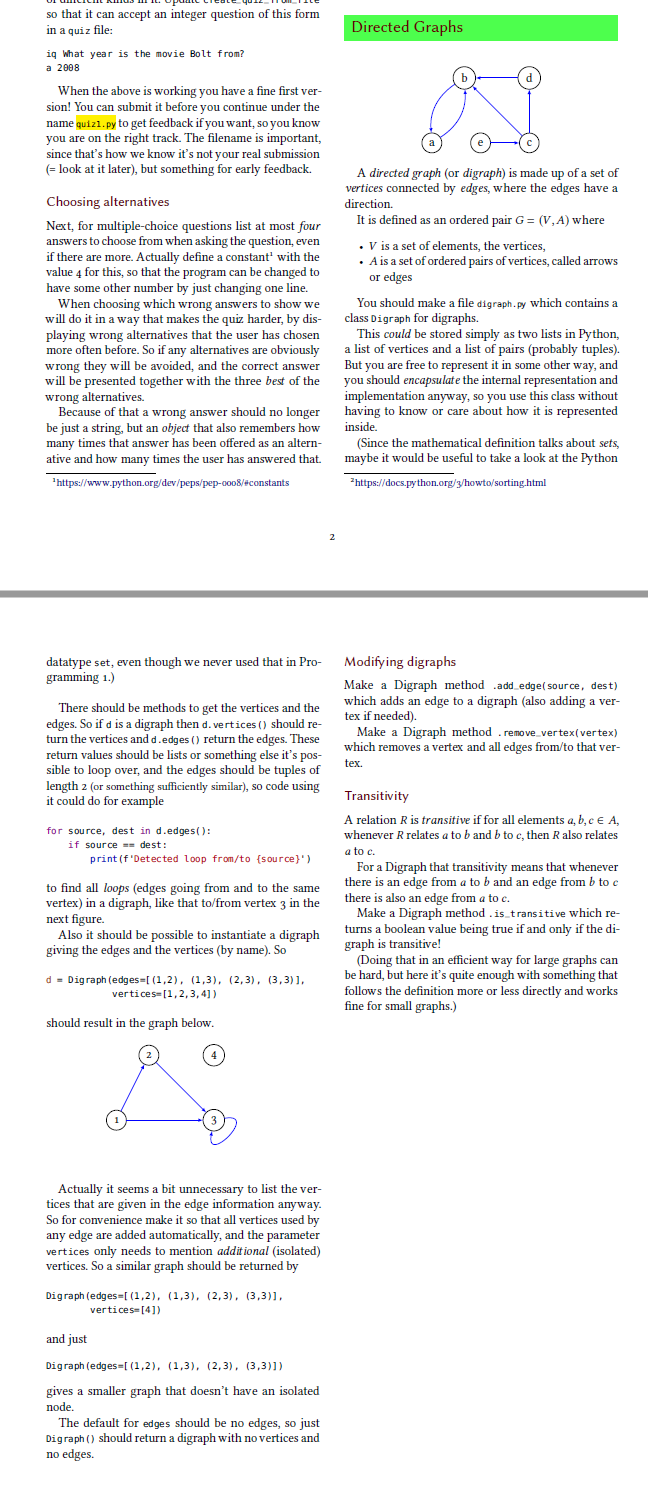 so that it can accept an integer question of this form
in a quiz file:
iq What year is the movie Bolt from?
a 2008
When the above is working you have a fine first ver-
sion! You can submit it before you continue under the
name quiz1.py to get feedback if you want, so you know
you are on the right track. The filename is important,
since that's how we know it's not your real submission
(= look at it later), but something for early feedback.
Choosing alternatives
Next, for multiple-choice questions list at most four
answers to choose from when asking the question, even
if there are more. Actually define a constant¹ with the
value 4 for this, so that the program can be changed to
have some other number by just changing one line.
When choosing which wrong answers to show we
will do it in a way that makes the quiz harder, by dis-
playing wrong alternatives that the user has chosen
more often before. So if any alternatives are obviously
wrong they will be avoided, and the correct answer
will be presented together with the three best of the
wrong alternatives.
Because of that a wrong answer should no longer
be just a string, but an object that also remembers how
many times that answer has been offered as an altern-
ative and how many times the user has answered that.
¹https://www.python.org/dev/peps/pep-0008/#constants
Directed Graphs
b
d
a
e
c
A directed graph (or digraph) is made up of a set of
vertices connected by edges, where the edges have a
direction.
It is defined as an ordered pair G = (V, A) where
• V is a set of elements, the vertices,
• A is a set of ordered pairs of vertices, called arrows
or edges
You should make a file digraph.py which contains a
class Digraph for digraphs.
This could be stored simply as two lists in Python,
a list of vertices and a list of pairs (probably tuples).
But you are free to represent it in some other way, and
you should encapsulate the internal representation and
implementation anyway, so you use this class without
having to know or care about how it is represented
inside.
(Since the mathematical definition talks about sets,
maybe it would be useful to take a look at the Python
²https://docs.python.org/3/howto/sorting.html
2
datatype set, even though we never used that in Pro-
gramming 1.)
There should be methods to get the vertices and the
edges. So if d is a digraph then d.vertices() should re-
turn the vertices and d.edges() return the edges. These
return values should be lists or something else it's pos-
sible to loop over, and the edges should be tuples of
length 2 (or something sufficiently similar), so code using
it could do for example
for source, dest in d.edges():
    if source == dest:
        print(f'Detected loop from/to {source}')
to find all loops (edges going from and to the same
vertex) in a digraph, like that to/from vertex 3 in the
next figure.
Also it should be possible to instantiate a digraph
giving the edges and the vertices (by name). So
d = Digraph(edges=[(1,2), (1,3), (2,3), (3,3)],
            vertices=[1,2,3,4])
should result in the graph below.
2
4
1
3
Actually it seems a bit unnecessary to list the ver-
tices that are given in the edge information anyway.
So for convenience make it so that all vertices used by
any edge are added automatically, and the parameter
vertices only needs to mention additional (isolated)
vertices. So a similar graph should be returned by
Digraph(edges=[(1,2), (1,3), (2,3), (3,3)],
        vertices=[4])
and just
Digraph(edges=[(1,2), (1,3), (2,3), (3,3)])
gives a smaller graph that doesn't have an isolated
node.
The default for edges should be no edges, so just
Digraph() should return a digraph with no vertices and
no edges.
Modifying digraphs
Make a Digraph method .add_edge(source, dest)
which adds an edge to a digraph (also adding a ver-
tex if needed).
Make a Digraph method .remove_vertex(vertex)
which removes a vertex and all edges from/to that ver-
tex.
Transitivity
A relation R is transitive if for all elements a, b, c ∈ A,
whenever R relates a to b and b to c, then R also relates
a to c.
For a Digraph that transitivity means that whenever
there is an edge from a to b and an edge from b to c
there is also an edge from a to c.
Make a Digraph method .is_transitive which re-
turns a boolean value being true if and only if the di-
graph is transitive!
(Doing that in an efficient way for large graphs can
be hard, but here it's quite enough with something that
follows the definition more or less directly and works
fine for small graphs.)